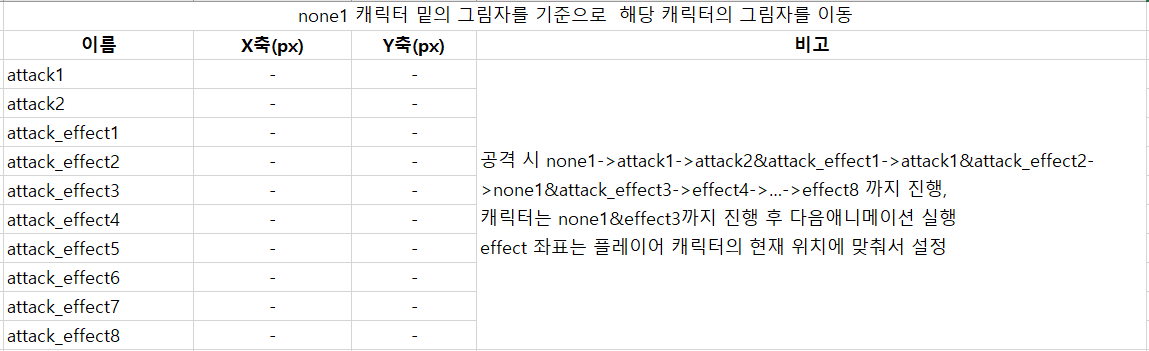 none1 캐릭터 밑의 그림자를 기준으로 해당 캐릭터의 그림자를 이동
이름 X축(px) Y축(px) 비고
attack1 - -
attack2 - -
attack_effect1 - -
attack_effect2 - -
attack_effect3 - -
attack_effect4 - -
attack_effect5 - -
attack_effect6 - -
attack_effect7 - -
attack_effect8 - -
공격 시 none1->attack1->attack2&attack_effect1->attack1&attack_effect2-
>none1&attack_effect3->effect4->...->effect8 까지 진행,
캐릭터는 none1&effect3까지 진행 후 다음애니메이션 실행
effect 좌표는 플레이어 캐릭터의 현재 위치에 맞춰서 설정